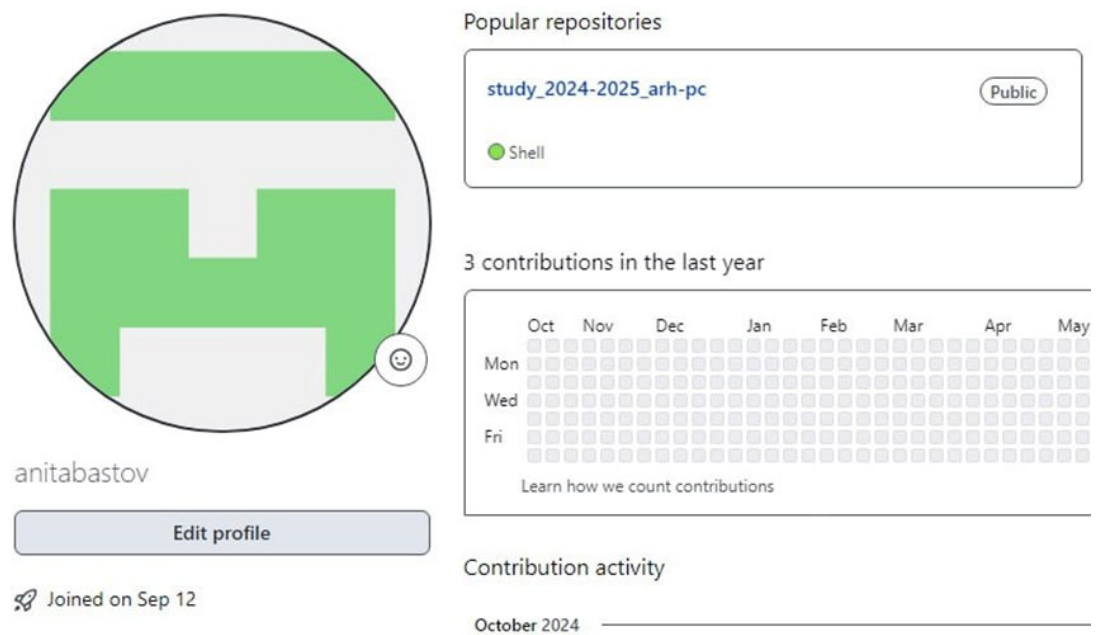 anitabastov
Edit profile
Joined on Sep 12
Popular repositories
study_2024-2025_arh-pc Public
Shell
3 contributions in the last year
Oct Nov Dec Jan Feb Mar Apr May
Mon
Wed
Fri
Learn how we count contributions
Contribution activity
October 2024